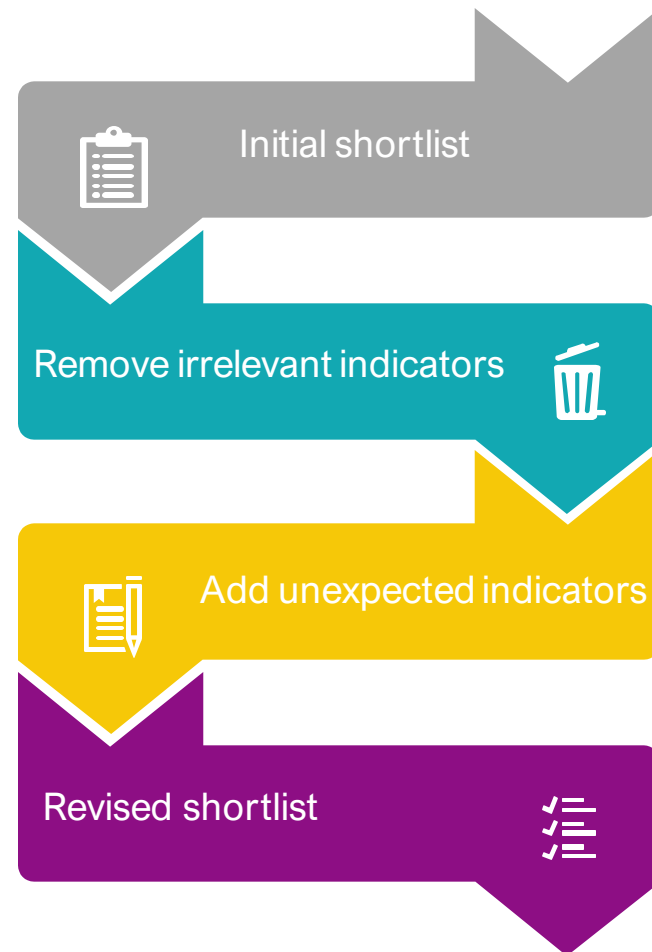 Initial shortlist
Remove irrelevant indicators
Add unexpected indicators
Revised shortlist